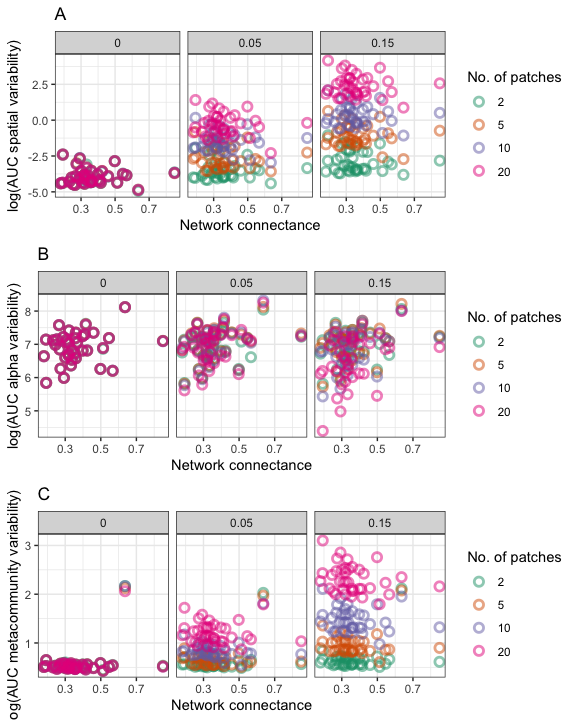 A
0 0.05 0.15
log(AUC spatial variability)
2.5
0.0
-2.5
-5.0
0.3 0.5 0.7 0.3 0.5 0.7 0.3 0.5 0.7
Network connectance
No. of patches
2
5
10
20
B
0 0.05 0.15
log(AUC alpha variability)
8
7
6
5
0.3 0.5 0.7 0.3 0.5 0.7 0.3 0.5 0.7
Network connectance
No. of patches
2
5
10
20
C
0 0.05 0.15
og(AUC metacommunity variability)
3
2
1
0.3 0.5 0.7 0.3 0.5 0.7 0.3 0.5 0.7
Network connectance
No. of patches
2
5
10
20